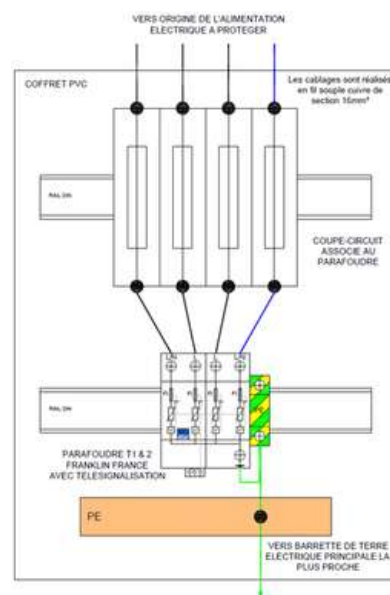 VERS ORIGINE DE L'ALIMENTATION
ELECTRIQUE A PROTEGER
COFFRET PVC
Les cablages sont réalisés
en fil souple cuivre de
section 16mm²
RAIL DIN
COUPE-CIRCUIT
ASSOCIE AU
PARAFOUDRE
RAIL DIN
PARAFOUDRE T1 & 2
FRANKLIN FRANCE
AVEC TELESIGNALISATION
PE
VERS BARRETTE DE TERRE
ELECTRIQUE PRINCIPALE LA
PLUS PROCHE